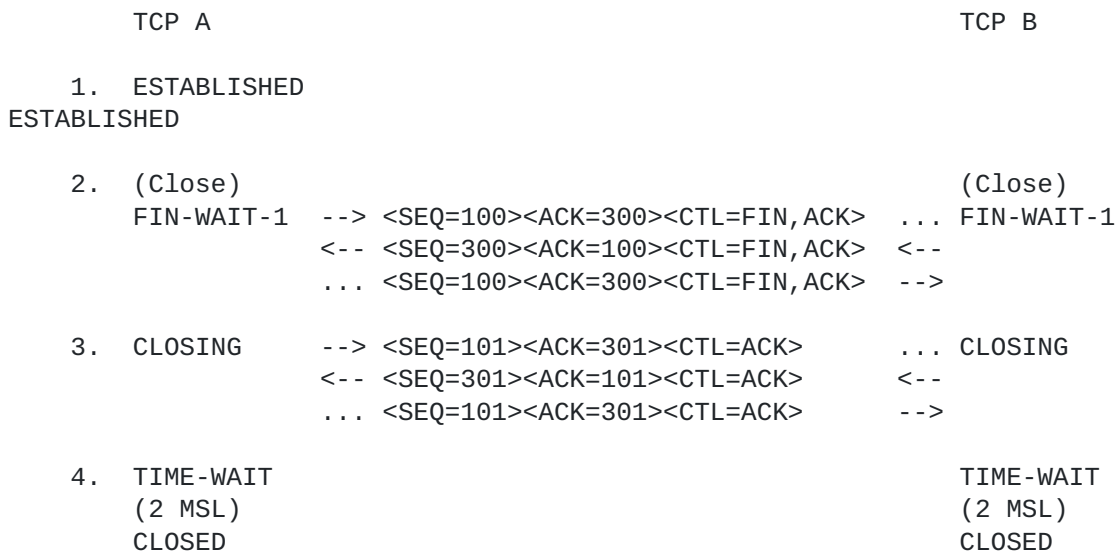 TCP A                                                TCP B
1.  ESTABLISHED
ESTABLISHED
2.  (Close)                                              (Close)
FIN-WAIT-1  --> <SEQ=100><ACK=300><CTL=FIN,ACK>  ... FIN-WAIT-1
<-- <SEQ=300><ACK=100><CTL=FIN,ACK>  <--
... <SEQ=100><ACK=300><CTL=FIN,ACK>  -->
3.  CLOSING     --> <SEQ=101><ACK=301><CTL=ACK>      ... CLOSING
<-- <SEQ=301><ACK=101><CTL=ACK>      <--
... <SEQ=101><ACK=301><CTL=ACK>      -->
4.  TIME-WAIT                                            TIME-WAIT
(2 MSL)                                              (2 MSL)
CLOSED                                               CLOSED